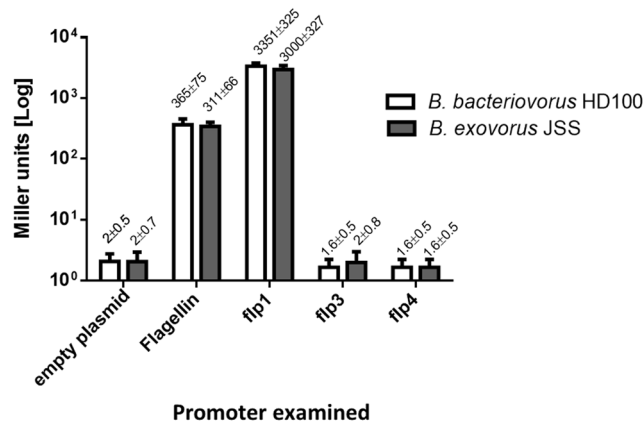 Miller units [Log]
10⁴
10³
10²
10¹
10⁰
2±0.5
2±0.7
365±75
311±66
3351±325
3000±327
1.6±0.5
2±0.8
1.6±0.5
1.6±0.5
empty plasmid
Flagellin
flp1
flp3
flp4
Promoter examined
B. bacteriovorus HD100
B. exovorus JSS